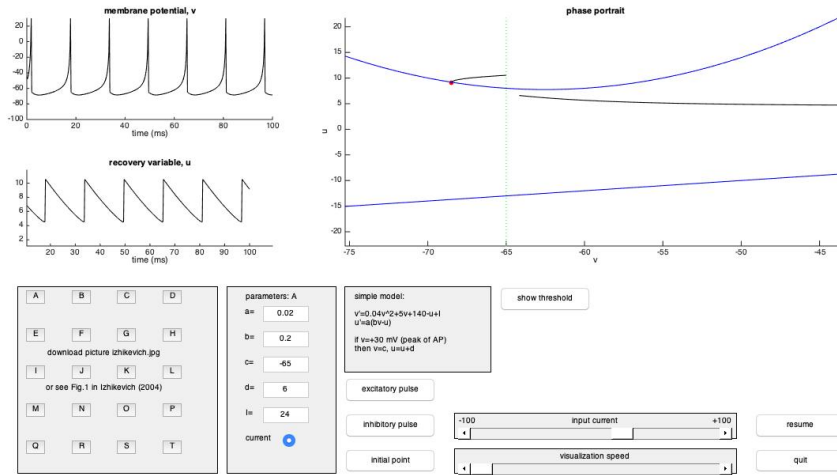 membrane potential, v
20
0
-20
-40
-60
-80
-100
0 20 40 60 80 100
time (ms)
recovery variable, u
10
8
6
4
2
20 30 40 50 60 70 80 90 100
time (ms)
phase portrait
20
15
10
5
0
-5
-10
-15
-20
u
-75 -70 -65 -60 -55 -50 -45
v
A B C D
E F G H
download picture izhikevich.jpg
I J K L
or see Fig.1 in Izhikevich (2004)
M N O P
Q R S T
parameters: A
a= 0.02
b= 0.2
c= -65
d= 6
I= 24
current
simple model:
v'=0.04v^2+5v+140-u+I
u'=a(bv-u)
if v=+30 mV (peak of AP)
then v=c, u=u+d
show threshold
excitatory pulse
inhibitory pulse
initial point
-100 input current +100
visualization speed
resume
quit